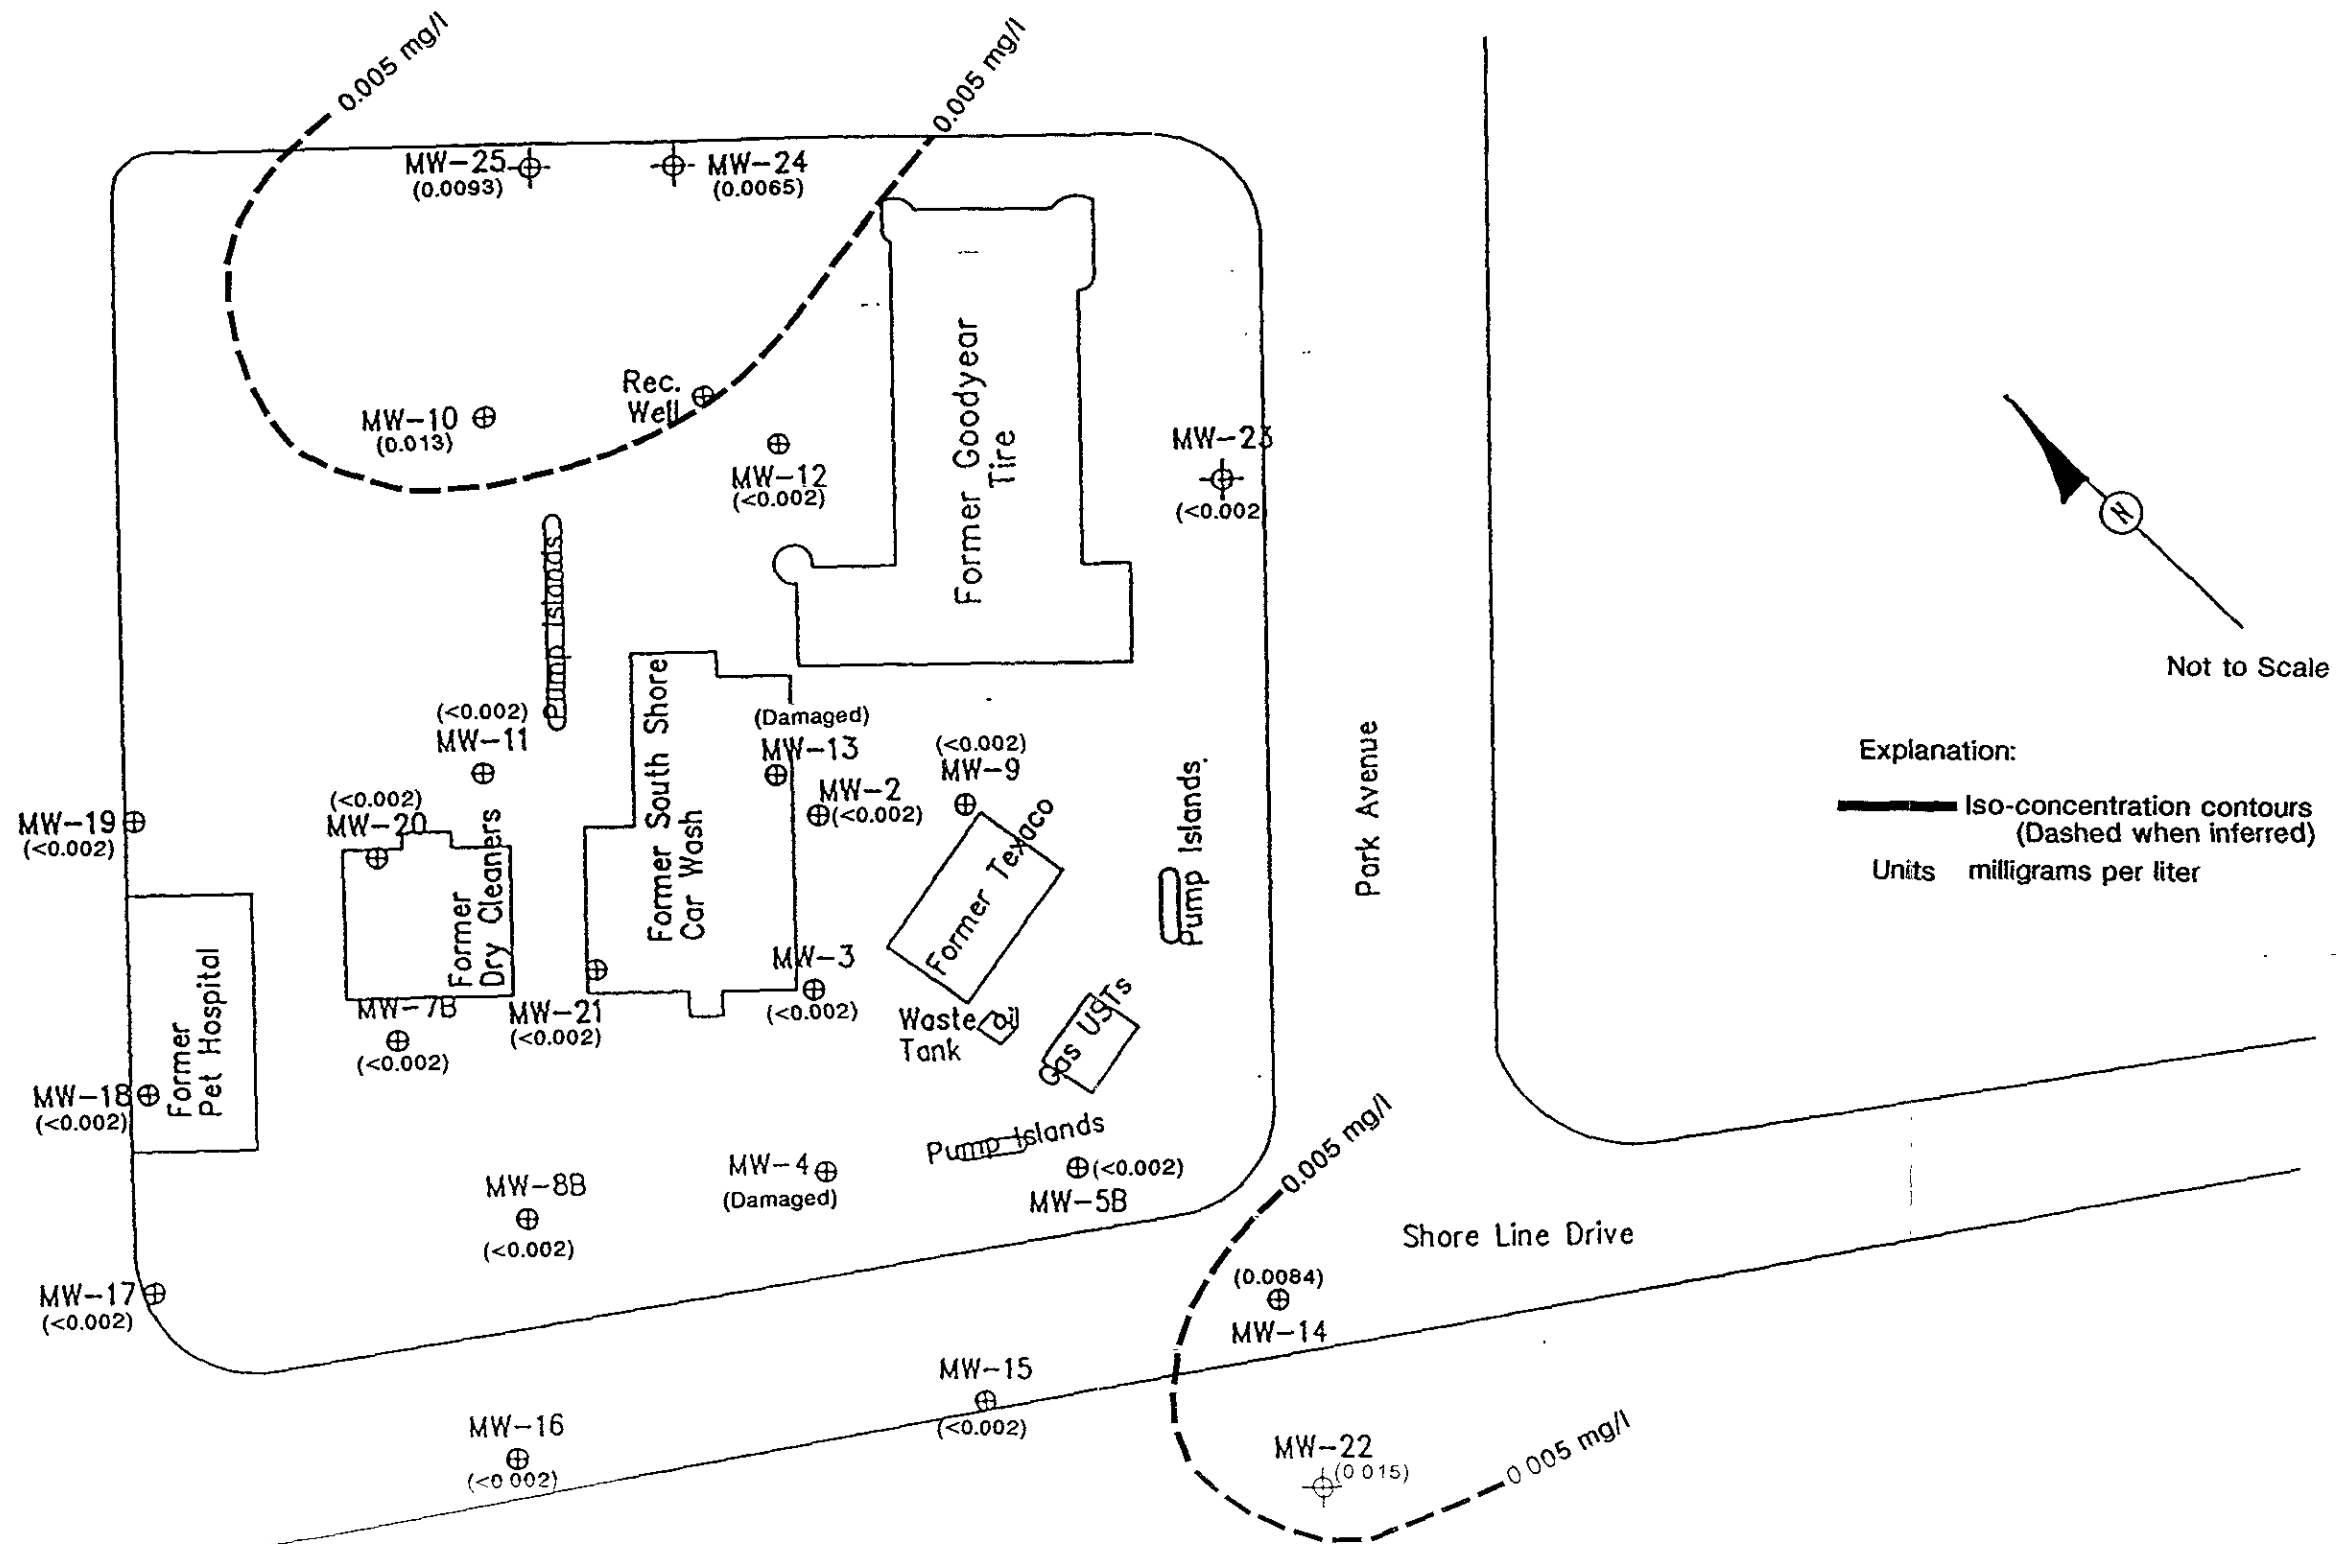 0.005 mg/l
0.005 mg/l
MW-25
(0.0093)
MW-24
(0.0065)
Rec.
Well
MW-10
(0.013)
MW-12
(<0.002)
Former Goodyear
Tire
MW-23
(<0.002
N
Not to Scale
Pump Islands
(<0.002)
MW-11
Former South Shore
Car Wash
(Damaged)
MW-13
MW-2
(<0.002)
(<0.002)
MW-9
Former Texaco
Pump Islands.
Park Avenue
Explanation:
Iso-concentration contours
(Dashed when inferred)
Units milligrams per liter
MW-19
(<0.002)
(<0.002)
MW-20
Former
Dry Cleaners
Former
Pet Hospital
MW-7B
(<0.002)
MW-21
(<0.002)
MW-3
(<0.002)
Waste oil
Tank
Gas USTs
MW-18
(<0.002)
Pump Islands
MW-8B
(<0.002)
MW-4
(Damaged)
(<0.002)
MW-5B
0.005 mg/l
Shore Line Drive
MW-17
(<0.002)
(0.0084)
MW-14
MW-15
(<0.002)
MW-16
(<0 002)
MW-22
(0 015)
0 005 mg/l